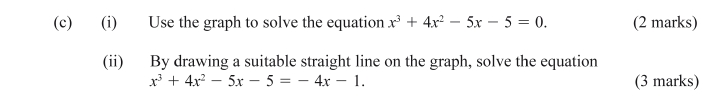 (c) (i) Use the graph to solve the equation x³ + 4x² − 5x − 5 = 0. (2 marks)
(ii) By drawing a suitable straight line on the graph, solve the equation
x³ + 4x² − 5x − 5 = − 4x − 1. (3 marks)